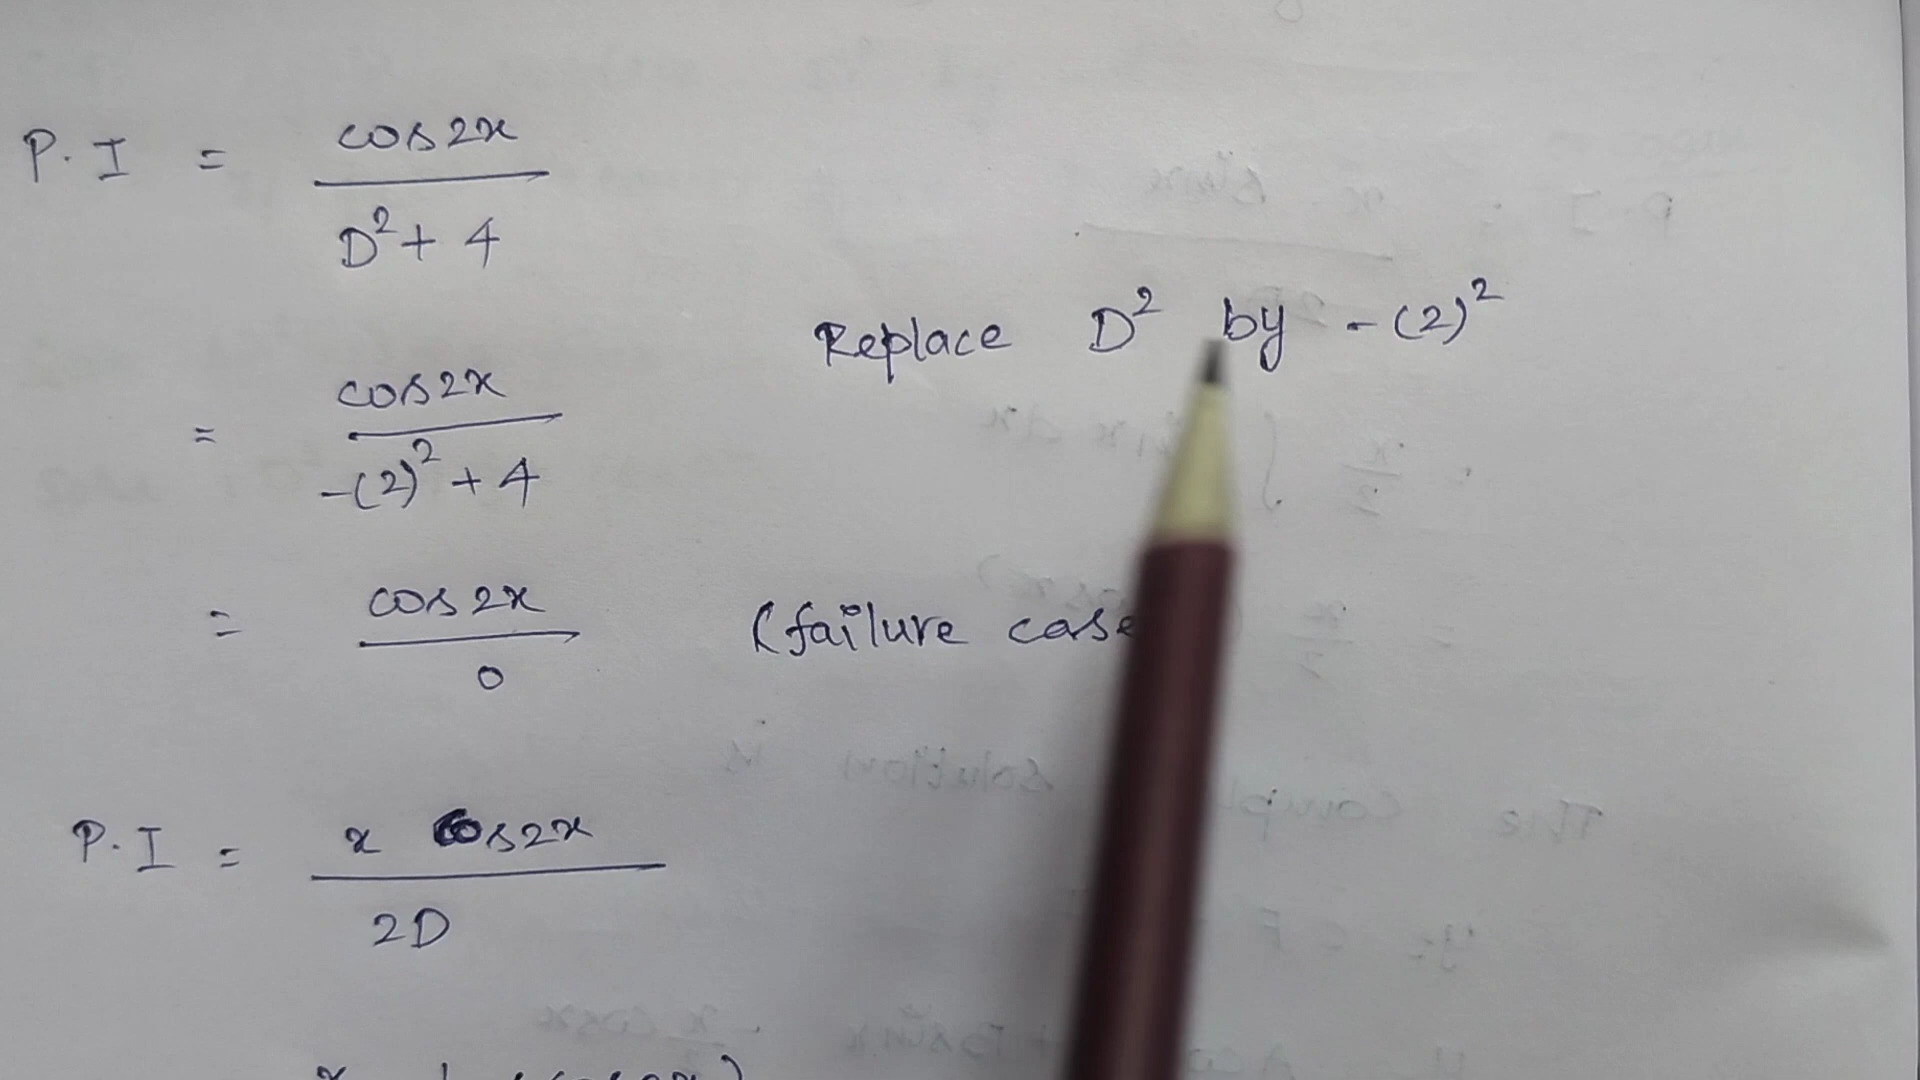 P.I = cos2x / D²+4
Replace D² by -(2)²
= cos2x / -(2)²+4
= cos2x / 0 (failure case
P.I = x cos2x / 2D